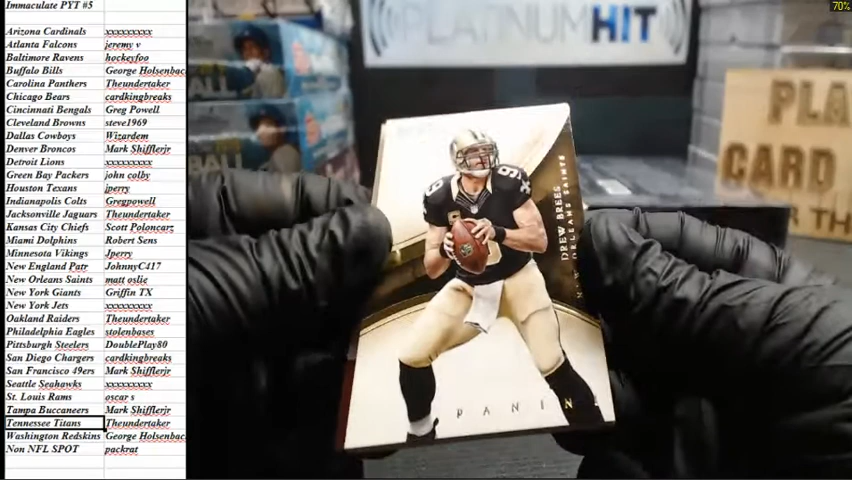 Immaculate PYT #5
Arizona Cardinals xxxxxxxxx
Atlanta Falcons jeremy v
Baltimore Ravens hockeyfoo
Buffalo Bills George Holsenbac
Carolina Panthers Theundertaker
Chicago Bears cardkingbreaks
Cincinnati Bengals Greg Powell
Cleveland Browns steve1969
Dallas Cowboys Wizardem
Denver Broncos Mark Shifflerjr
Detroit Lions xxxxxxxxx
Green Bay Packers john colby
Houston Texans jperry
Indianapolis Colts Gregpowell
Jacksonville Jaguars Theundertaker
Kansas City Chiefs Scott Poloncarz
Miami Dolphins Robert Sens
Minnesota Vikings Jperry
New England Patr JohnnyC417
New Orleans Saints matt oslie
New York Giants Griffin TX
New York Jets xxxxxxxxx
Oakland Raiders Theundertaker
Philadelphia Eagles stolenbases
Pittsburgh Steelers DoublePlay80
San Diego Chargers cardkingbreaks
San Francisco 49ers Mark Shifflerjr
Seattle Seahawks xxxxxxxxx
St. Louis Rams oscar s
Tampa Buccaneers Mark Shifflerjr
Tennessee Titans Theundertaker
Washington Redskins George Holsenbac
Non NFL SPOT packrat
PLATINUMHIT
70%
PLA
CARD
R TH
BALL
DREW BREES
NEW ORLEANS SAINTS
9 9
PANINI